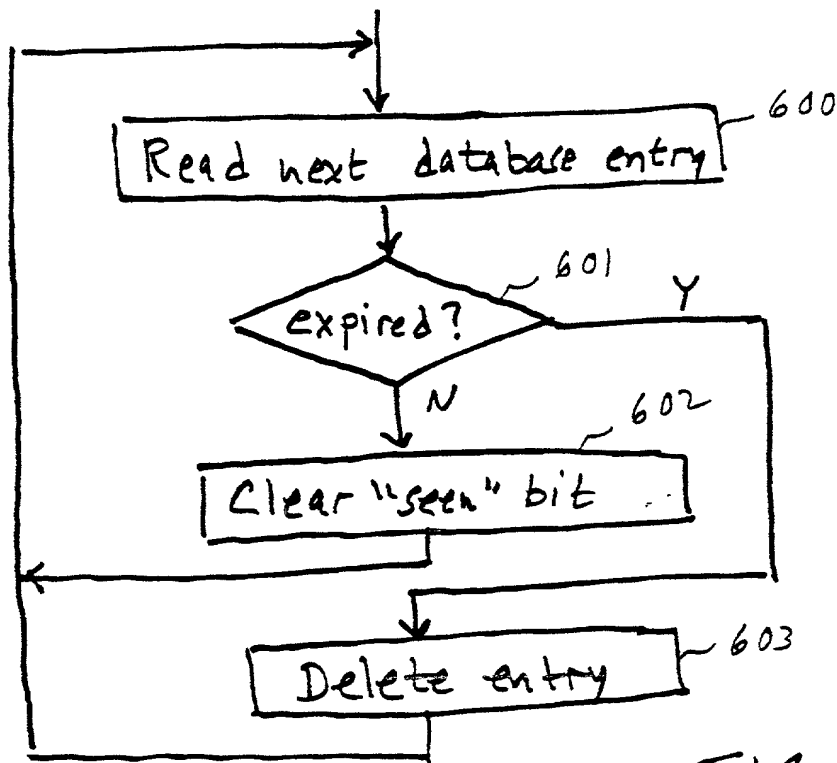 600
Read next database entry
601
expired?
Y
N
602
Clear "seen" bit
603
Delete entry